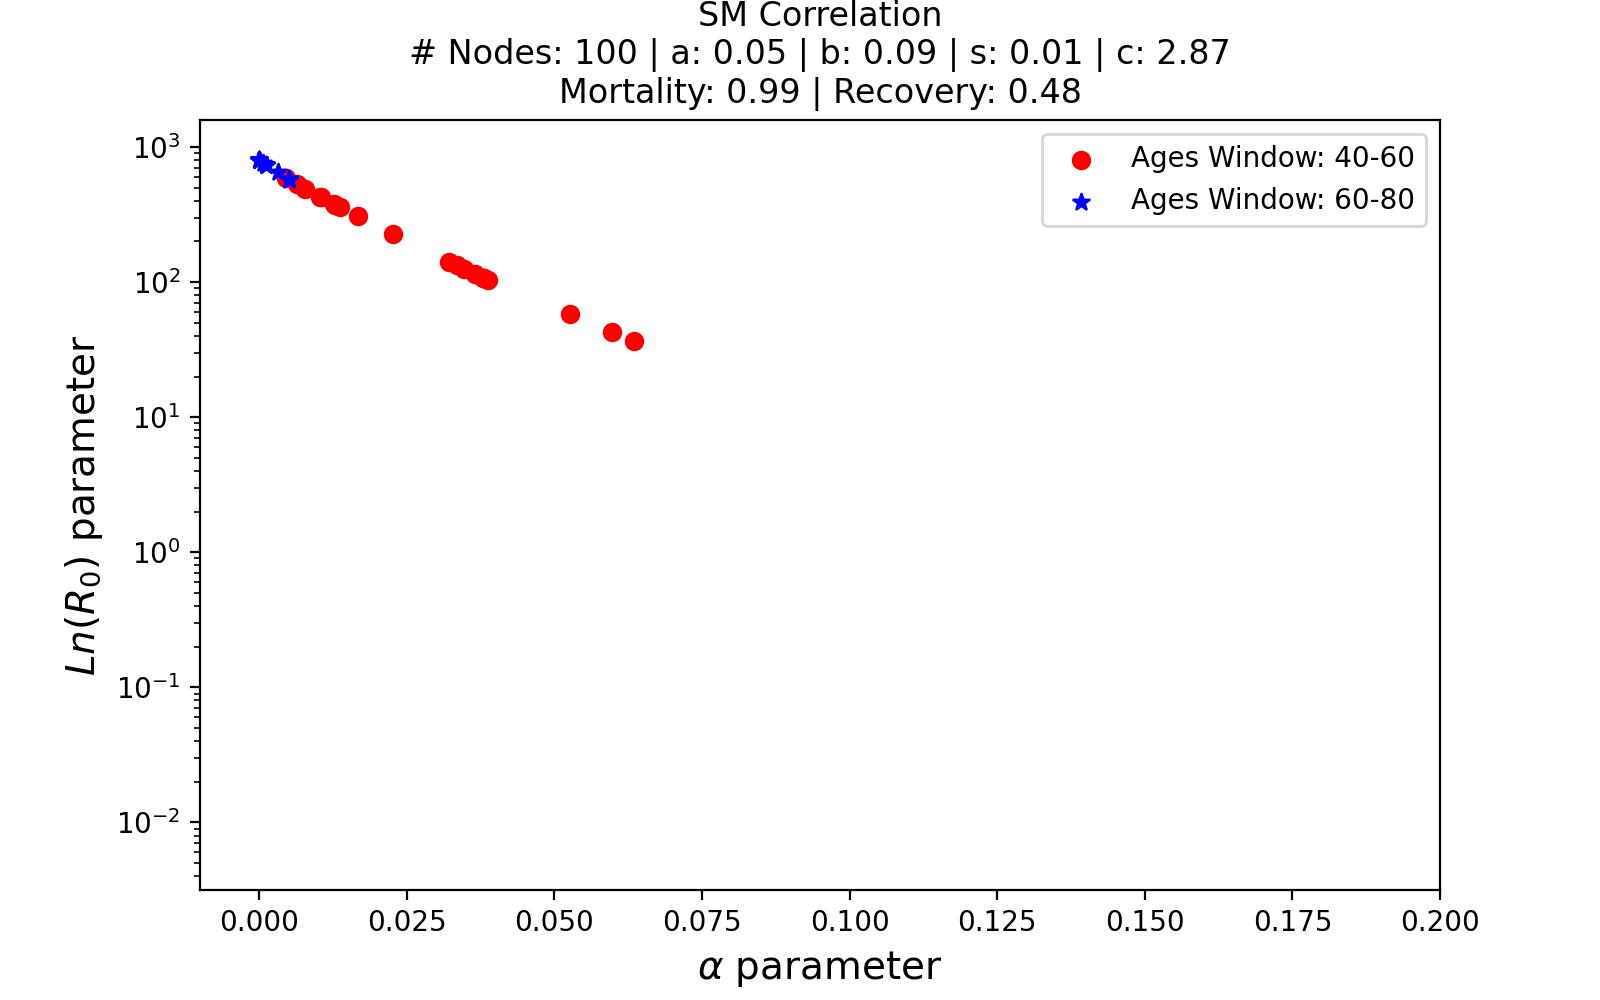 SM Correlation
# Nodes: 100 | a: 0.05 | b: 0.09 | s: 0.01 | c: 2.87
Mortality: 0.99 | Recovery: 0.48
Ages Window: 40-60
Ages Window: 60-80
Ln(R₀) parameter
10³
10²
10¹
10⁰
10⁻¹
10⁻²
0.000 0.025 0.050 0.075 0.100 0.125 0.150 0.175 0.200
α parameter